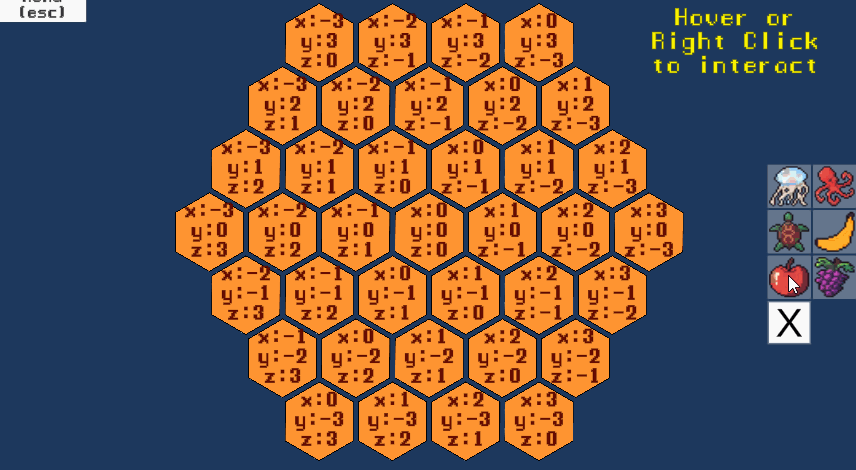 (esc)
Hover or
Right Click
to interact
x:-3
y:3
z:0
x:-2
y:3
z:-1
x:-1
y:3
z:-2
x:0
y:3
z:-3
x:-3
y:2
z:1
x:-2
y:2
z:0
x:-1
y:2
z:-1
x:0
y:2
z:-2
x:1
y:2
z:-3
x:-3
y:1
z:2
x:-2
y:1
z:1
x:-1
y:1
z:0
x:0
y:1
z:-1
x:1
y:1
z:-2
x:2
y:1
z:-3
x:-3
y:0
z:3
x:-2
y:0
z:2
x:-1
y:0
z:1
x:0
y:0
z:0
x:1
y:0
z:-1
x:2
y:0
z:-2
x:3
y:0
z:-3
x:-2
y:-1
z:3
x:-1
y:-1
z:2
x:0
y:-1
z:1
x:1
y:-1
z:0
x:2
y:-1
z:-1
x:3
y:-1
z:-2
x:-1
y:-2
z:3
x:0
y:-2
z:2
x:1
y:-2
z:1
x:2
y:-2
z:0
x:3
y:-2
z:-1
x:0
y:-3
z:3
x:1
y:-3
z:2
x:2
y:-3
z:1
x:3
y:-3
z:0
X